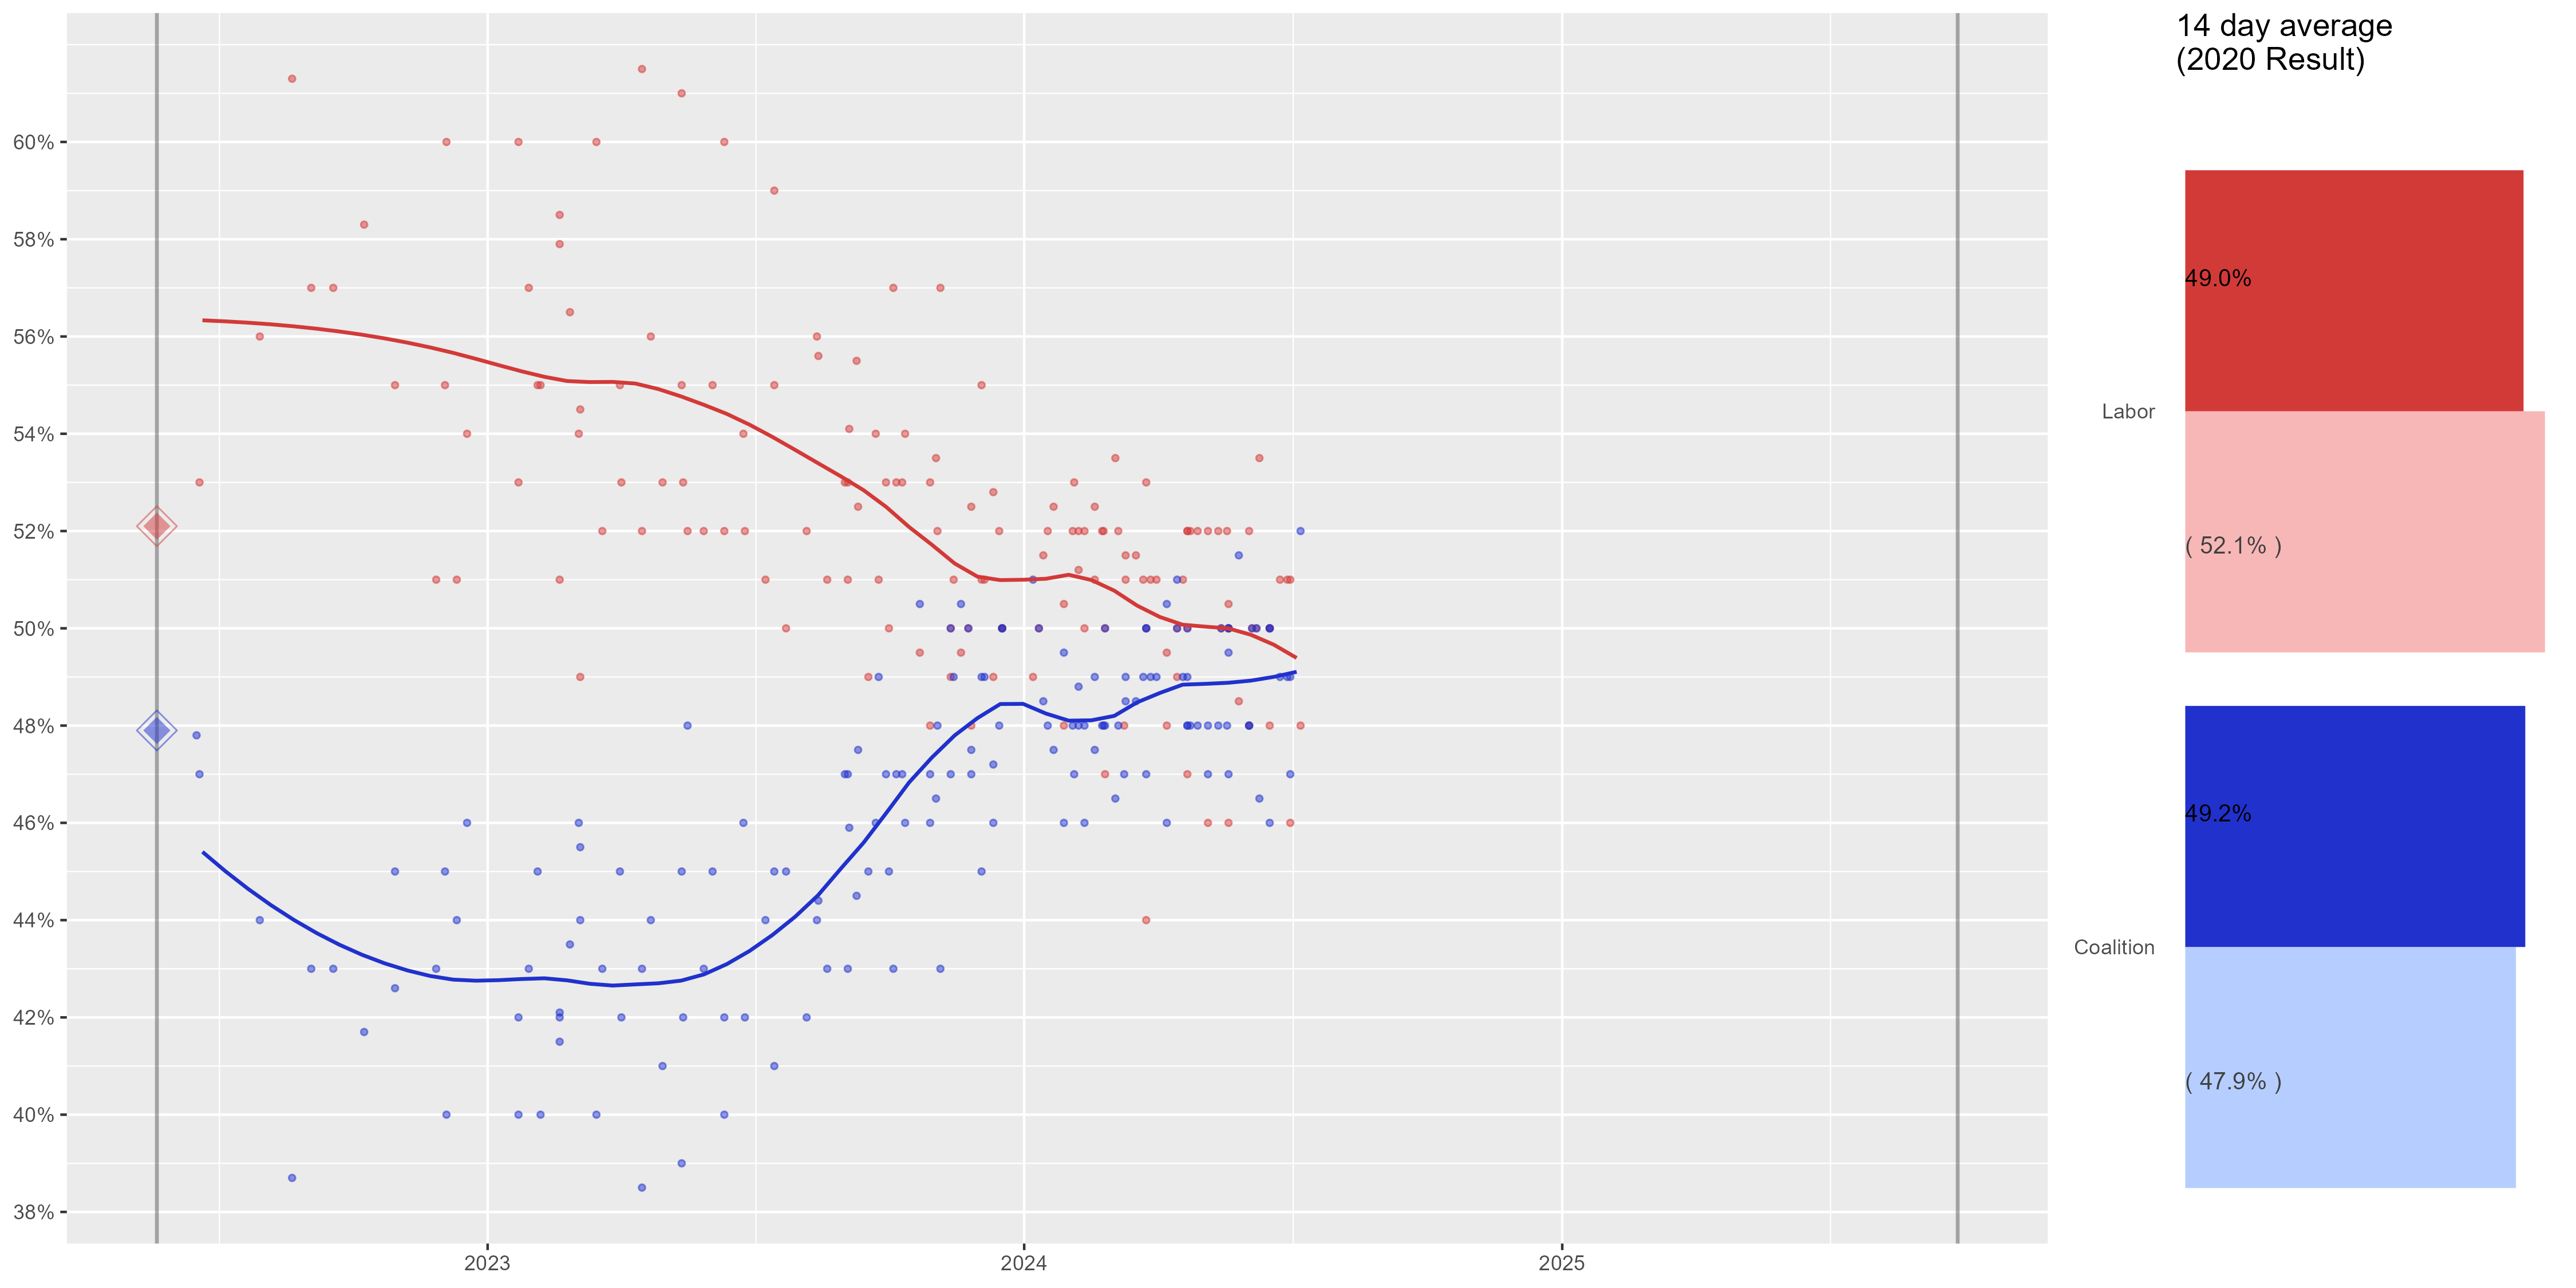 60%
58%
56%
54%
52%
50%
48%
46%
44%
42%
40%
38%
2023
2024
2025
14 day average
(2020 Result)
Labor
49.0%
( 52.1% )
Coalition
49.2%
( 47.9% )